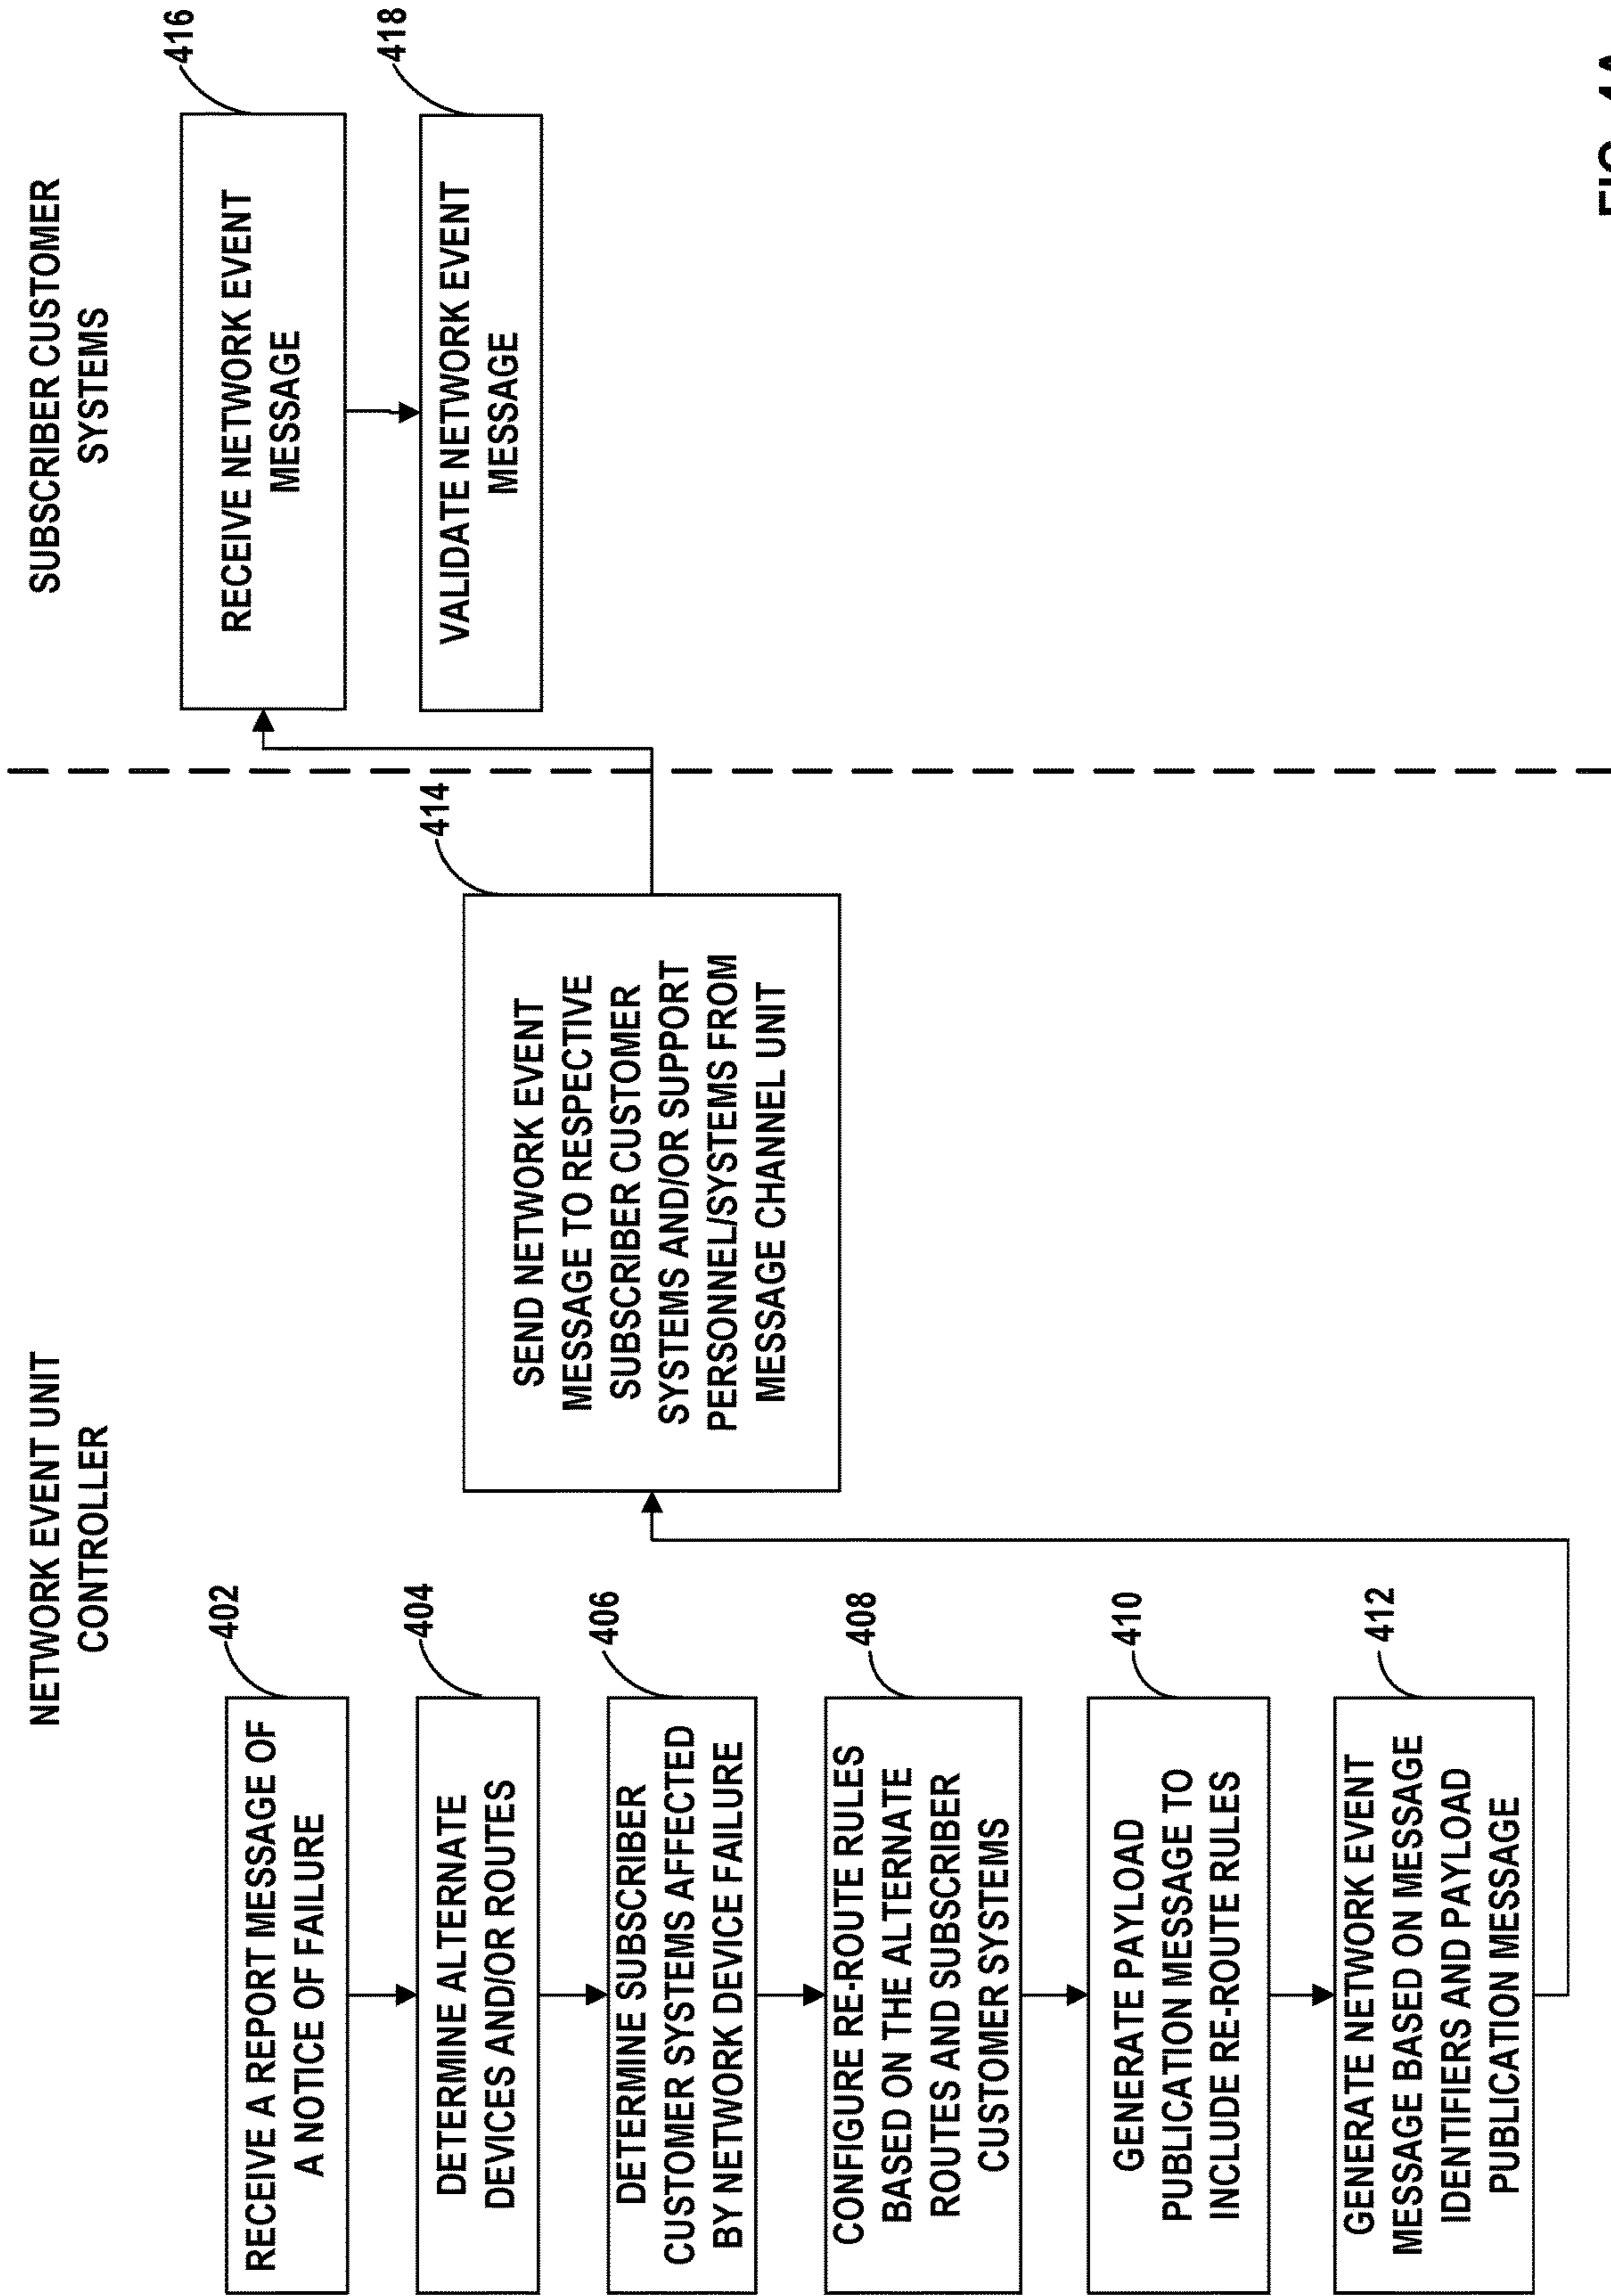 NETWORK EVENT UNIT
CONTROLLER
402
RECEIVE A REPORT MESSAGE OF
A NOTICE OF FAILURE
404
DETERMINE ALTERNATE
DEVICES AND/OR ROUTES
406
DETERMINE SUBSCRIBER
CUSTOMER SYSTEMS AFFECTED
BY NETWORK DEVICE FAILURE
408
CONFIGURE RE-ROUTE RULES
BASED ON THE ALTERNATE
ROUTES AND SUBSCRIBER
CUSTOMER SYSTEMS
410
GENERATE PAYLOAD
PUBLICATION MESSAGE TO
INCLUDE RE-ROUTE RULES
412
GENERATE NETWORK EVENT
MESSAGE BASED ON MESSAGE
IDENTIFIERS AND PAYLOAD
PUBLICATION MESSAGE
414
SEND NETWORK EVENT
MESSAGE TO RESPECTIVE
SUBSCRIBER CUSTOMER
SYSTEMS AND/OR SUPPORT
PERSONNEL/SYSTEMS FROM
MESSAGE CHANNEL UNIT
SUBSCRIBER CUSTOMER
SYSTEMS
416
RECEIVE NETWORK EVENT
MESSAGE
418
VALIDATE NETWORK EVENT
MESSAGE
FIG. 4A